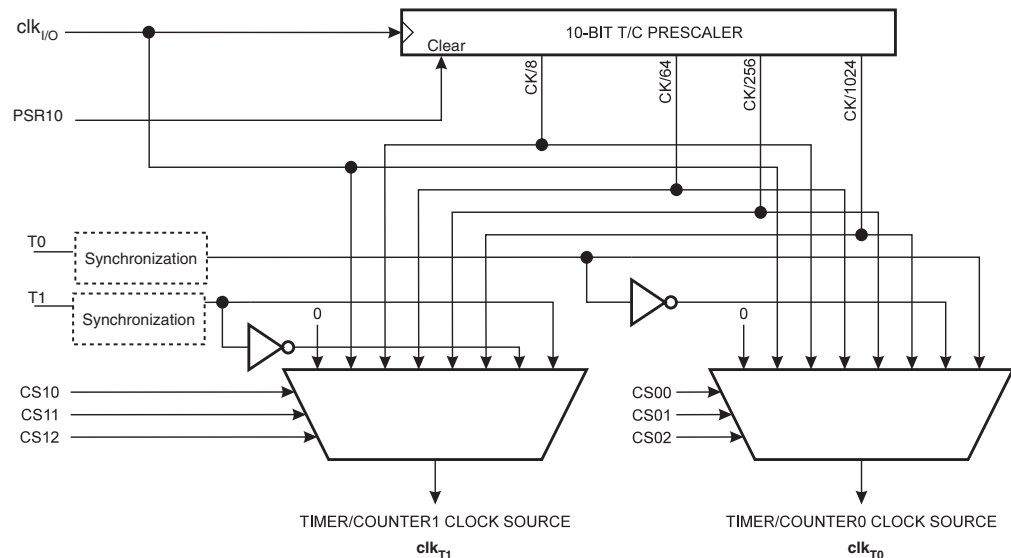 clkI/O
10-BIT T/C PRESCALER
Clear
CK/8
CK/64
CK/256
CK/1024
PSR10
T0
Synchronization
T1
Synchronization
0
0
CS10
CS11
CS12
CS00
CS01
CS02
TIMER/COUNTER1 CLOCK SOURCE
clkT1
TIMER/COUNTER0 CLOCK SOURCE
clkT0